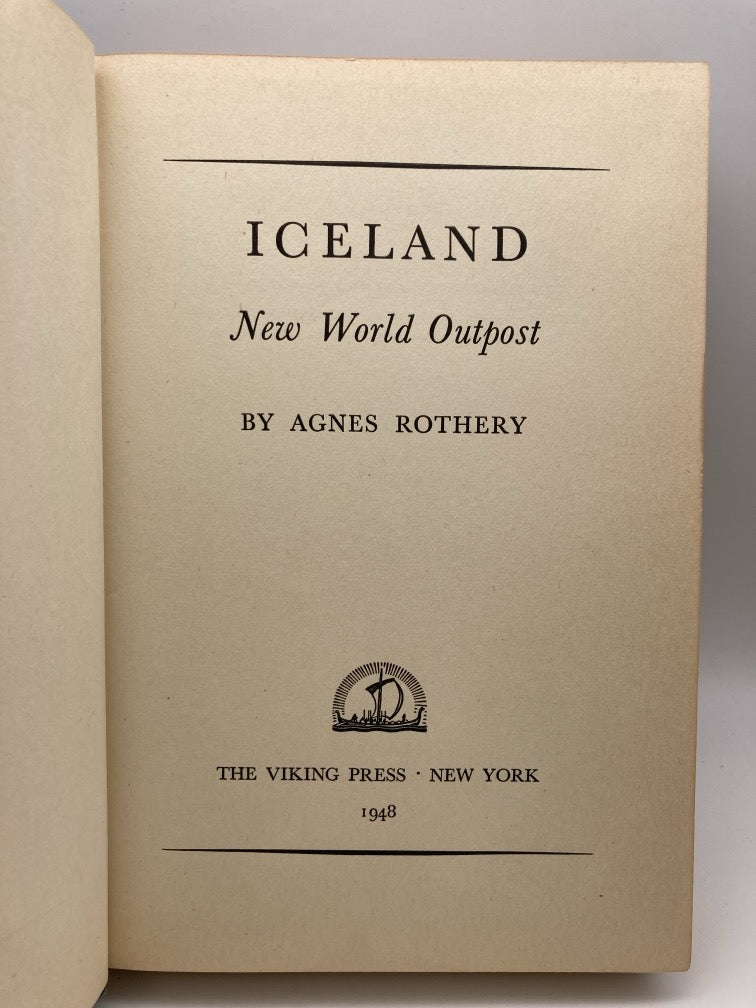 ICELAND
New World Outpost
BY AGNES ROTHERY
THE VIKING PRESS · NEW YORK
1948